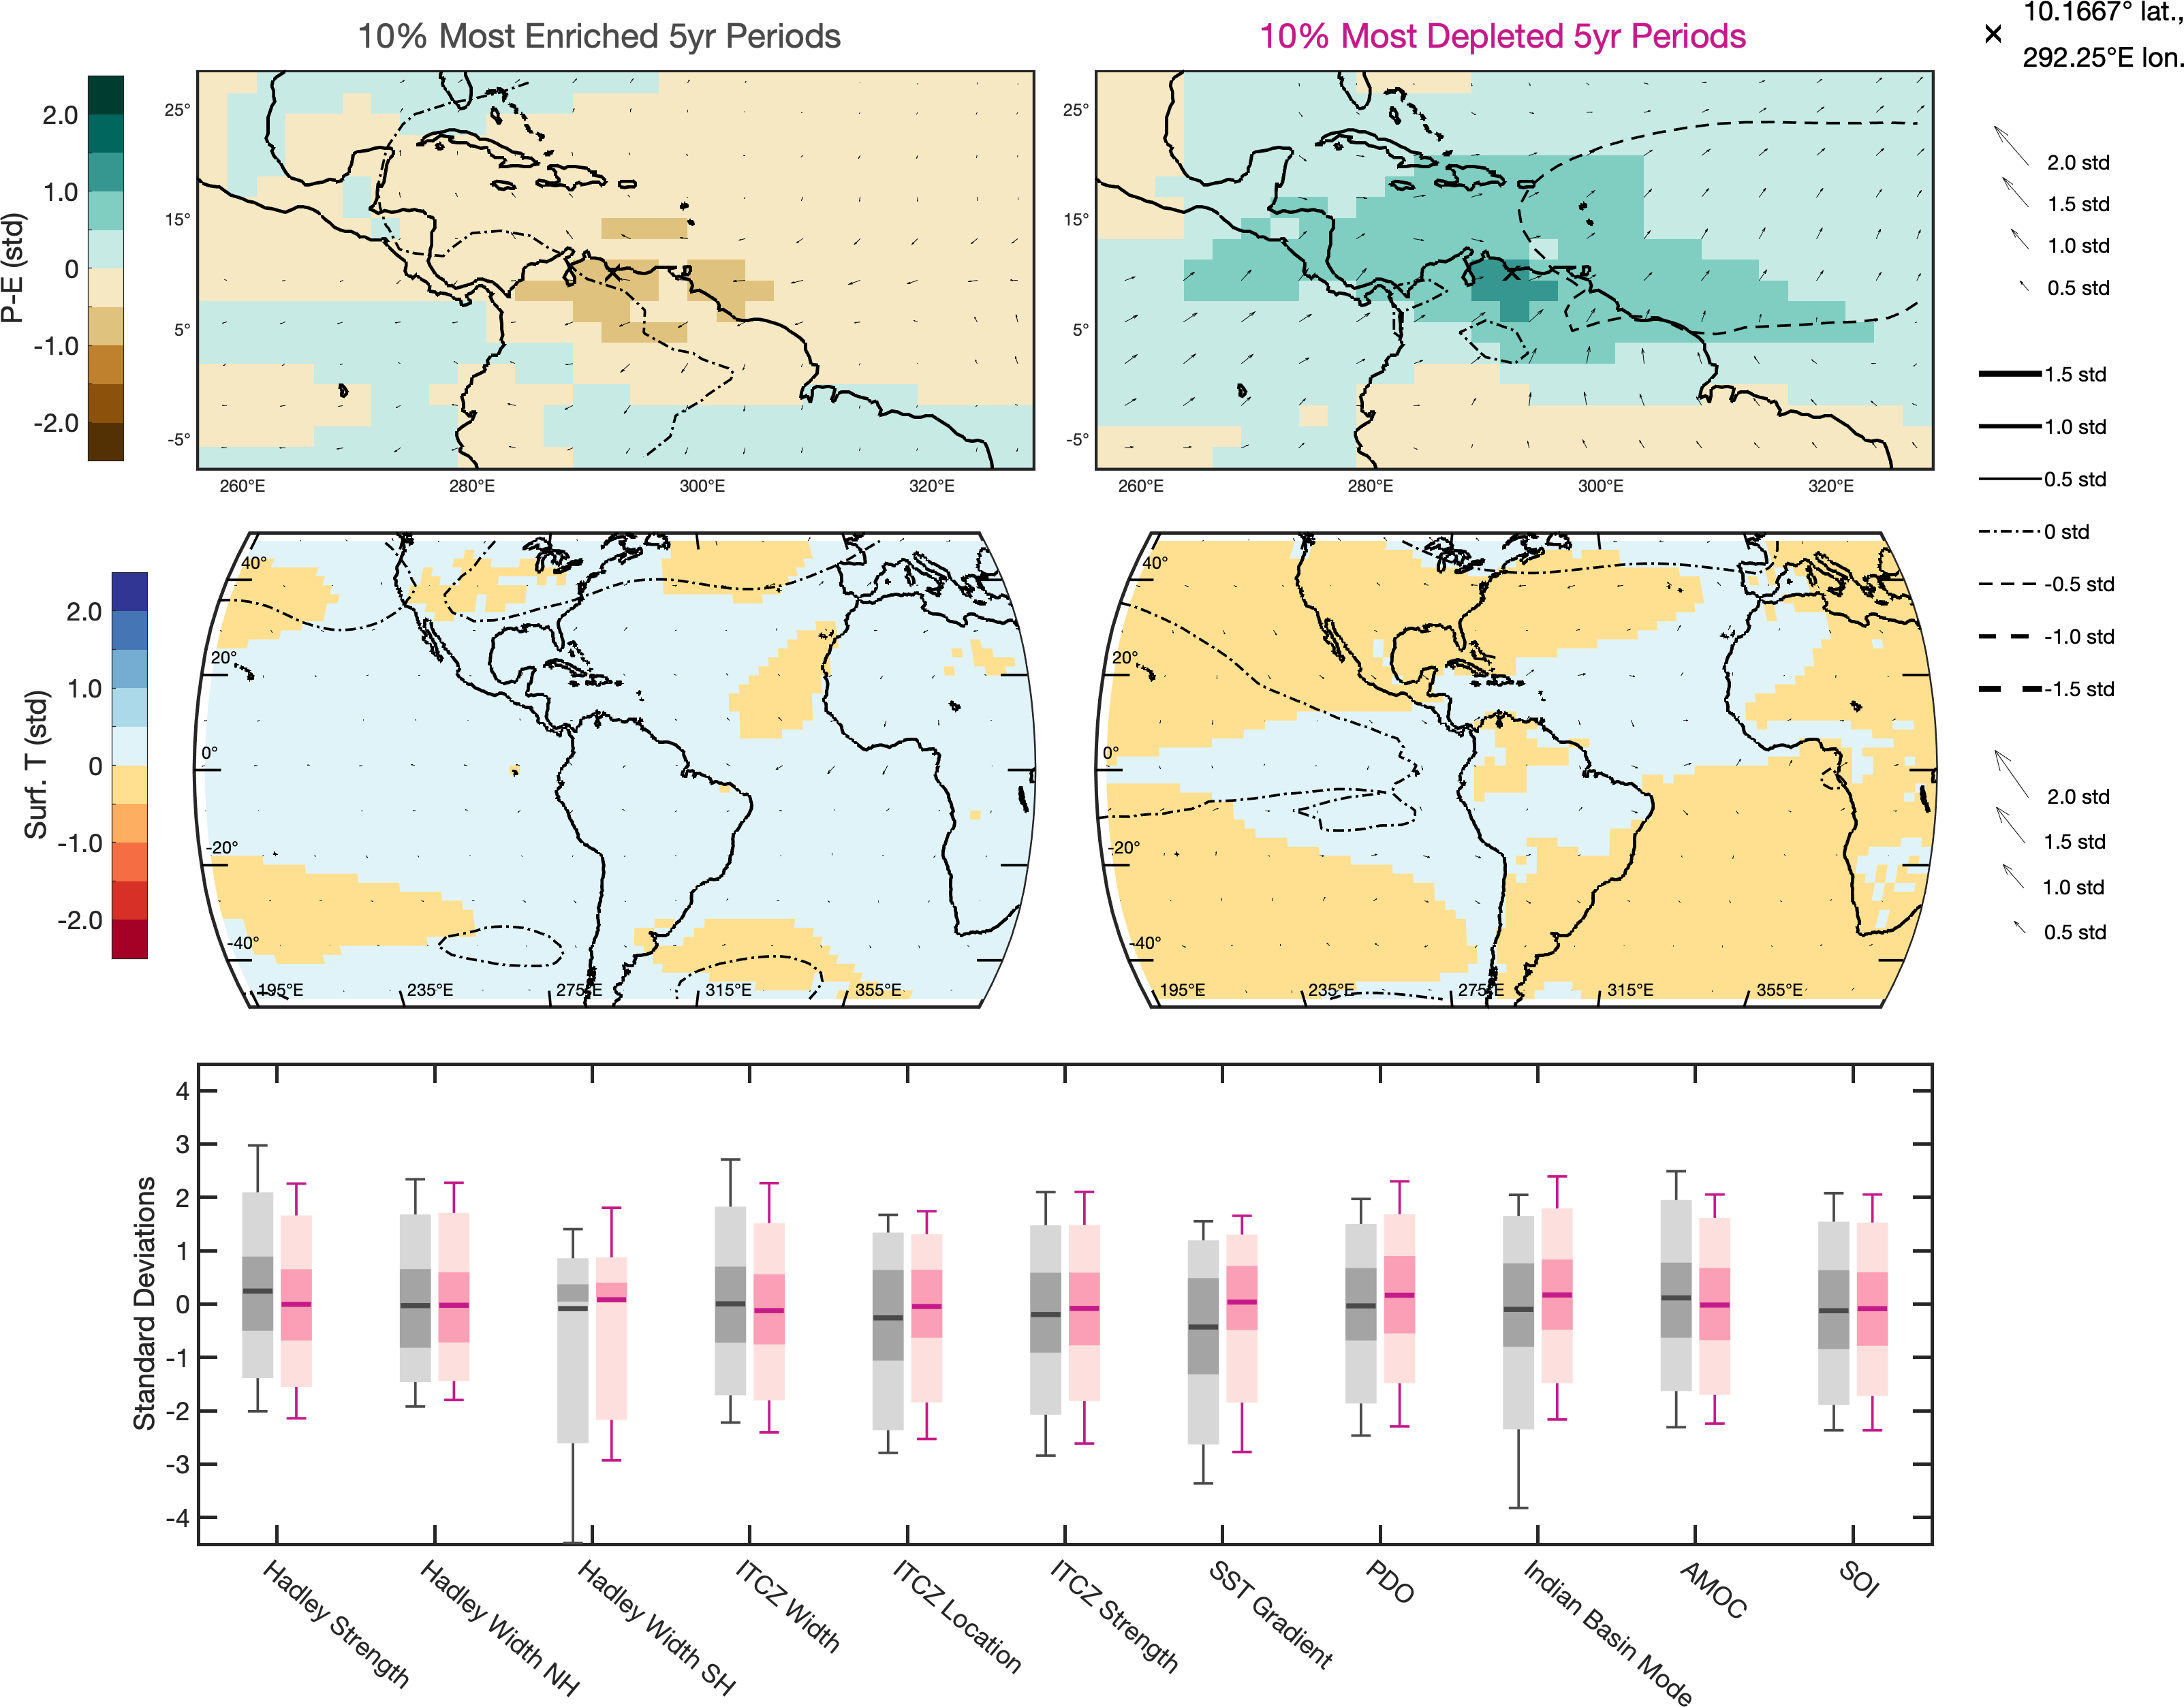 10% Most Enriched 5yr Periods
10% Most Depleted 5yr Periods
10.1667° lat.,
292.25°E lon.
P-E (std)
2.0
1.0
0
-1.0
-2.0
25°
15°
5°
-5°
260°E
280°E
300°E
320°E
25°
15°
5°
-5°
260°E
280°E
300°E
320°E
2.0 std
1.5 std
1.0 std
0.5 std
1.5 std
1.0 std
0.5 std
0 std
-0.5 std
-1.0 std
-1.5 std
Surf. T (std)
2.0
1.0
0
-1.0
-2.0
40°
20°
0°
-20°
-40°
195°E
235°E
275°E
315°E
355°E
40°
20°
0°
-20°
-40°
195°E
235°E
275°E
315°E
355°E
2.0 std
1.5 std
1.0 std
0.5 std
Standard Deviations
4
3
2
1
0
-1
-2
-3
-4
Hadley Strength
Hadley Width NH
Hadley Width SH
ITCZ Width
ITCZ Location
ITCZ Strength
SST Gradient
PDO
Indian Basin Mode
AMOC
SOI